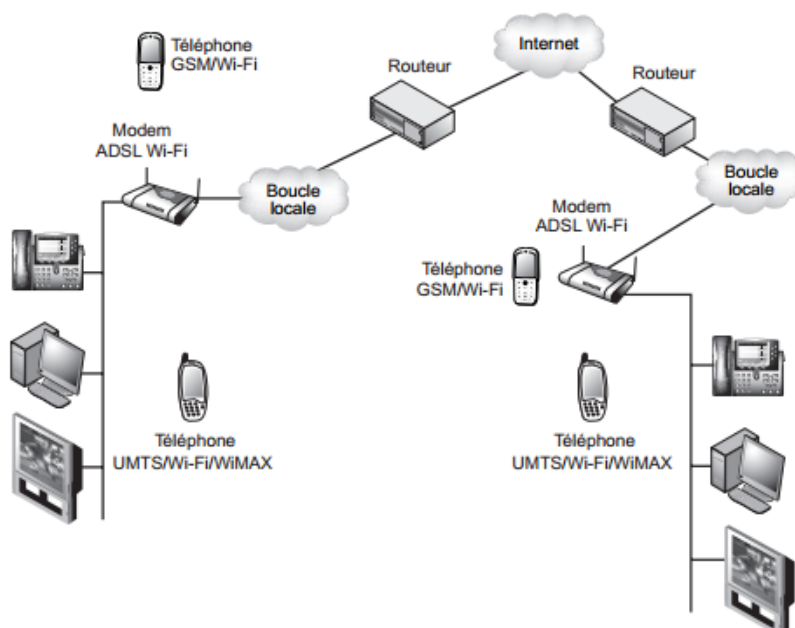 Téléphone
GSM/Wi-Fi
Internet
Routeur
Routeur
Modem
ADSL Wi-Fi
Boucle
locale
Boucle
locale
Modem
ADSL Wi-Fi
Téléphone
GSM/Wi-Fi
Téléphone
UMTS/Wi-Fi/WiMAX
Téléphone
UMTS/Wi-Fi/WiMAX